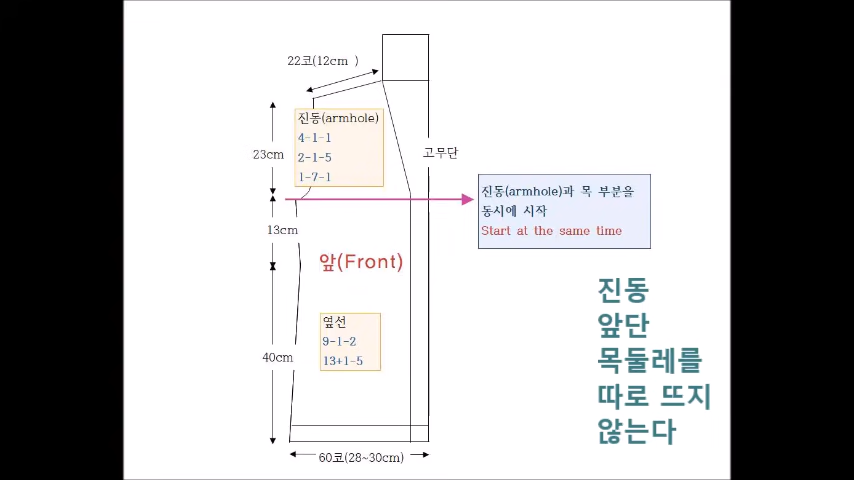 22코(12cm )
진동(armhole)
4-1-1
2-1-5
1-7-1
23cm
고무단
진동(armhole)과 목 부분을
동시에 시작
Start at the same time
13cm
앞(Front)
옆선
9-1-2
13+1-5
40cm
60코(28~30cm)
진동
앞단
목둘레를
따로 뜨지
않는다